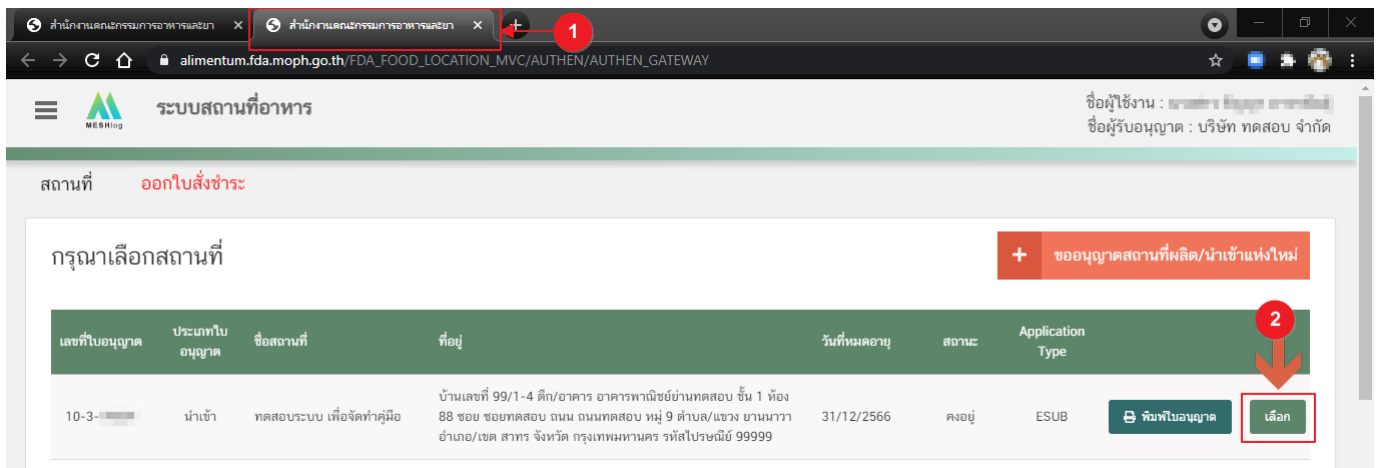 สำนักงานคณะกรรมการอาหารและยา
สำนักงานคณะกรรมการอาหารและยา
1
alimentum.fda.moph.go.th/FDA_FOOD_LOCATION_MVC/AUTHEN/AUTHEN_GATEWAY
MESHlog
ระบบสถานที่อาหาร
ชื่อผู้ใช้งาน :
ชื่อผู้รับอนุญาต : บริษัท ทดสอบ จำกัด
สถานที่ ออกใบสั่งชำระ
กรุณาเลือกสถานที่
+ ขออนุญาตสถานที่ผลิต/นำเข้าแห่งใหม่
2
เลขที่ใบอนุญาต
ประเภทใบ
อนุญาต
ชื่อสถานที่
ที่อยู่
วันที่หมดอายุ
สถานะ
Application
Type
10-3-
นำเข้า
ทดสอบระบบ เพื่อจัดทำคู่มือ
บ้านเลขที่ 99/1-4 ตึก/อาคาร อาคารพาณิชย์ย่านทดสอบ ชั้น 1 ห้อง
88 ซอย ซอยทดสอบ ถนน ถนนทดสอบ หมู่ 9 ตำบล/แขวง ยานนาวา
อำเภอ/เขต สาทร จังหวัด กรุงเทพมหานคร รหัสไปรษณีย์ 99999
31/12/2566
คงอยู่
ESUB
พิมพ์ใบอนุญาต
เลือก